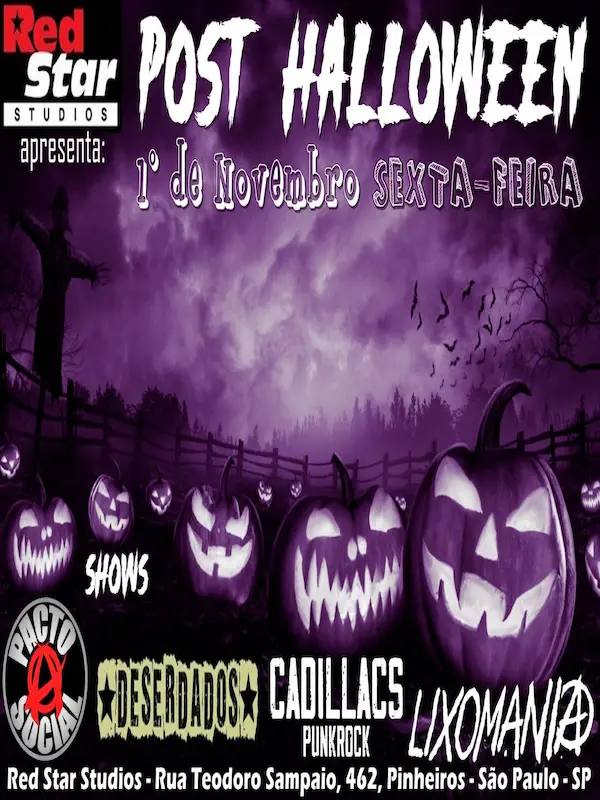 Red
Star
STUDIOS
apresenta:
POST HALLOWEEN
1° de Novembro SEXTA-FEIRA
SHOWS
PACTO
SOCIAL
DESERDADOS
CADILLACS
PUNKROCK
LIXOMANIA
Red Star Studios - Rua Teodoro Sampaio, 462, Pinheiros - São Paulo - SP